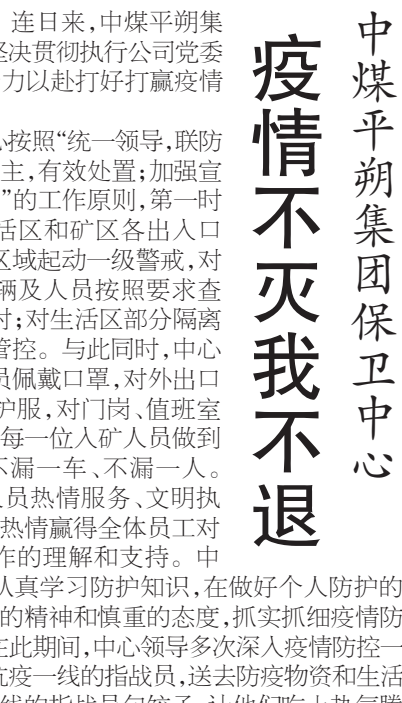 中煤平朔集团保卫中心
疫情不灭我不退
连日来,中煤平朔集
坚决贯彻执行公司党委
力以赴打好打赢疫情
按照“统一领导,联防
主,有效处置;加强宣
”的工作原则,第一时
活区和矿区各出入口
区域起动一级警戒,对
辆及人员按照要求查
对;对生活区部分隔离
管控。与此同时,中心
员佩戴口罩,对外出口
护服,对门岗、值班室
每一位入矿人员做到
不漏一车、不漏一人。
人员热情服务、文明执
热情赢得全体员工对
作的理解和支持。中
认真学习防护知识,在做好个人防护的
的精神和慎重的态度,抓实抓细疫情防
在此期间,中心领导多次深入疫情防控一
抗疫一线的指战员,送去防疫物资和生活